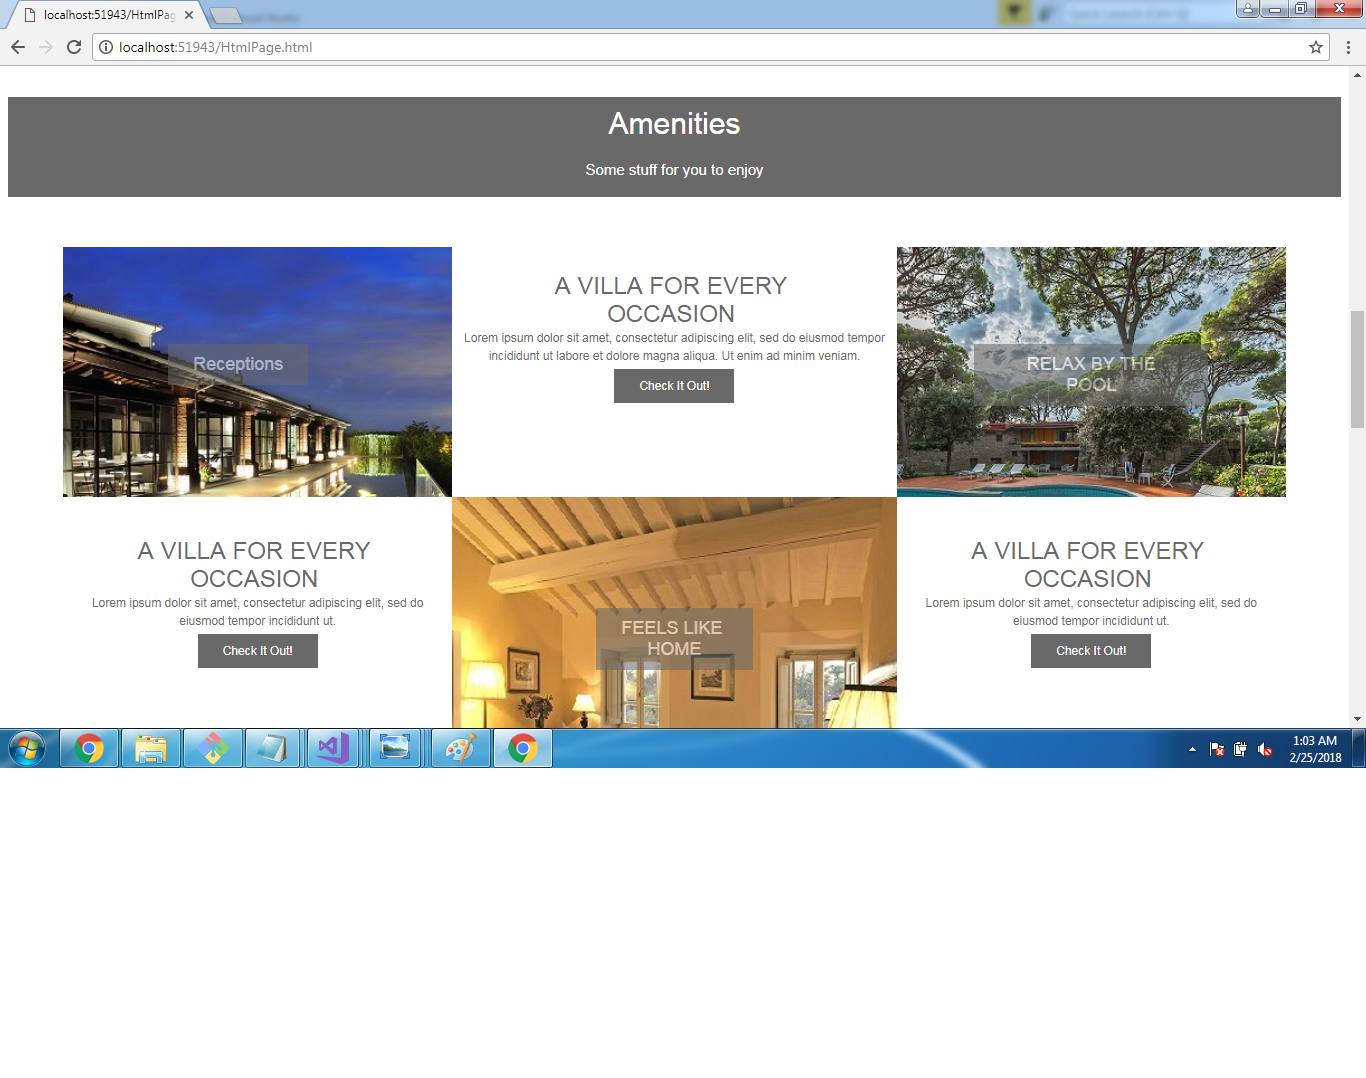 localhost:51943/HtmlPag
localhost:51943/HtmlPage.html
Amenities
Some stuff for you to enjoy
Receptions
A VILLA FOR EVERY
OCCASION
Lorem ipsum dolor sit amet, consectetur adipiscing elit, sed do eiusmod tempor
incididunt ut labore et dolore magna aliqua. Ut enim ad minim veniam.
Check It Out!
RELAX BY THE
POOL
A VILLA FOR EVERY
OCCASION
Lorem ipsum dolor sit amet, consectetur adipiscing elit, sed do
eiusmod tempor incididunt ut.
Check It Out!
FEELS LIKE
HOME
A VILLA FOR EVERY
OCCASION
Lorem ipsum dolor sit amet, consectetur adipiscing elit, sed do
eiusmod tempor incididunt ut.
Check It Out!
1:03 AM
2/25/2018